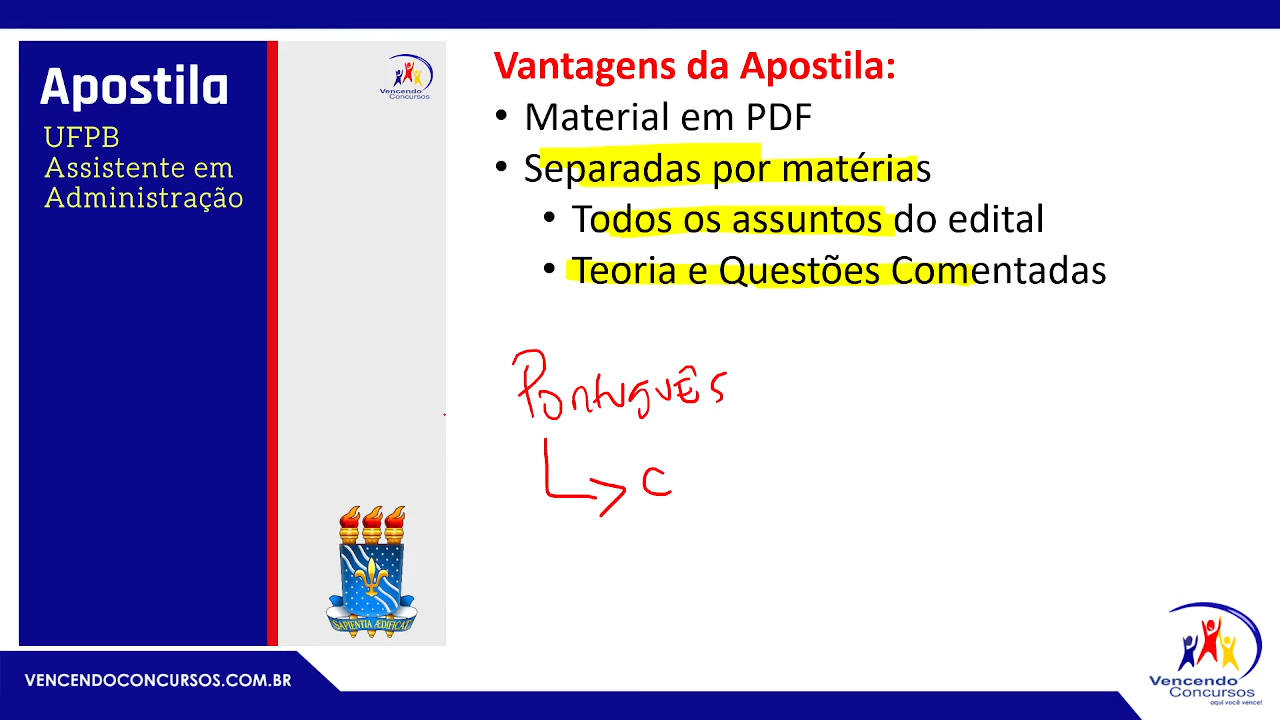 Apostila
UFPB
Assistente em
Administração
Vencendo
Concursos
SAPIENTIA ÆDIFICAT
Vantagens da Apostila:
• Material em PDF
• Separadas por matérias
• Todos os assuntos do edital
• Teoria e Questões Comentadas
Português
C
VENCENDOCONCURSOS.COM.BR
Vencendo
Concursos
aqui você vence!